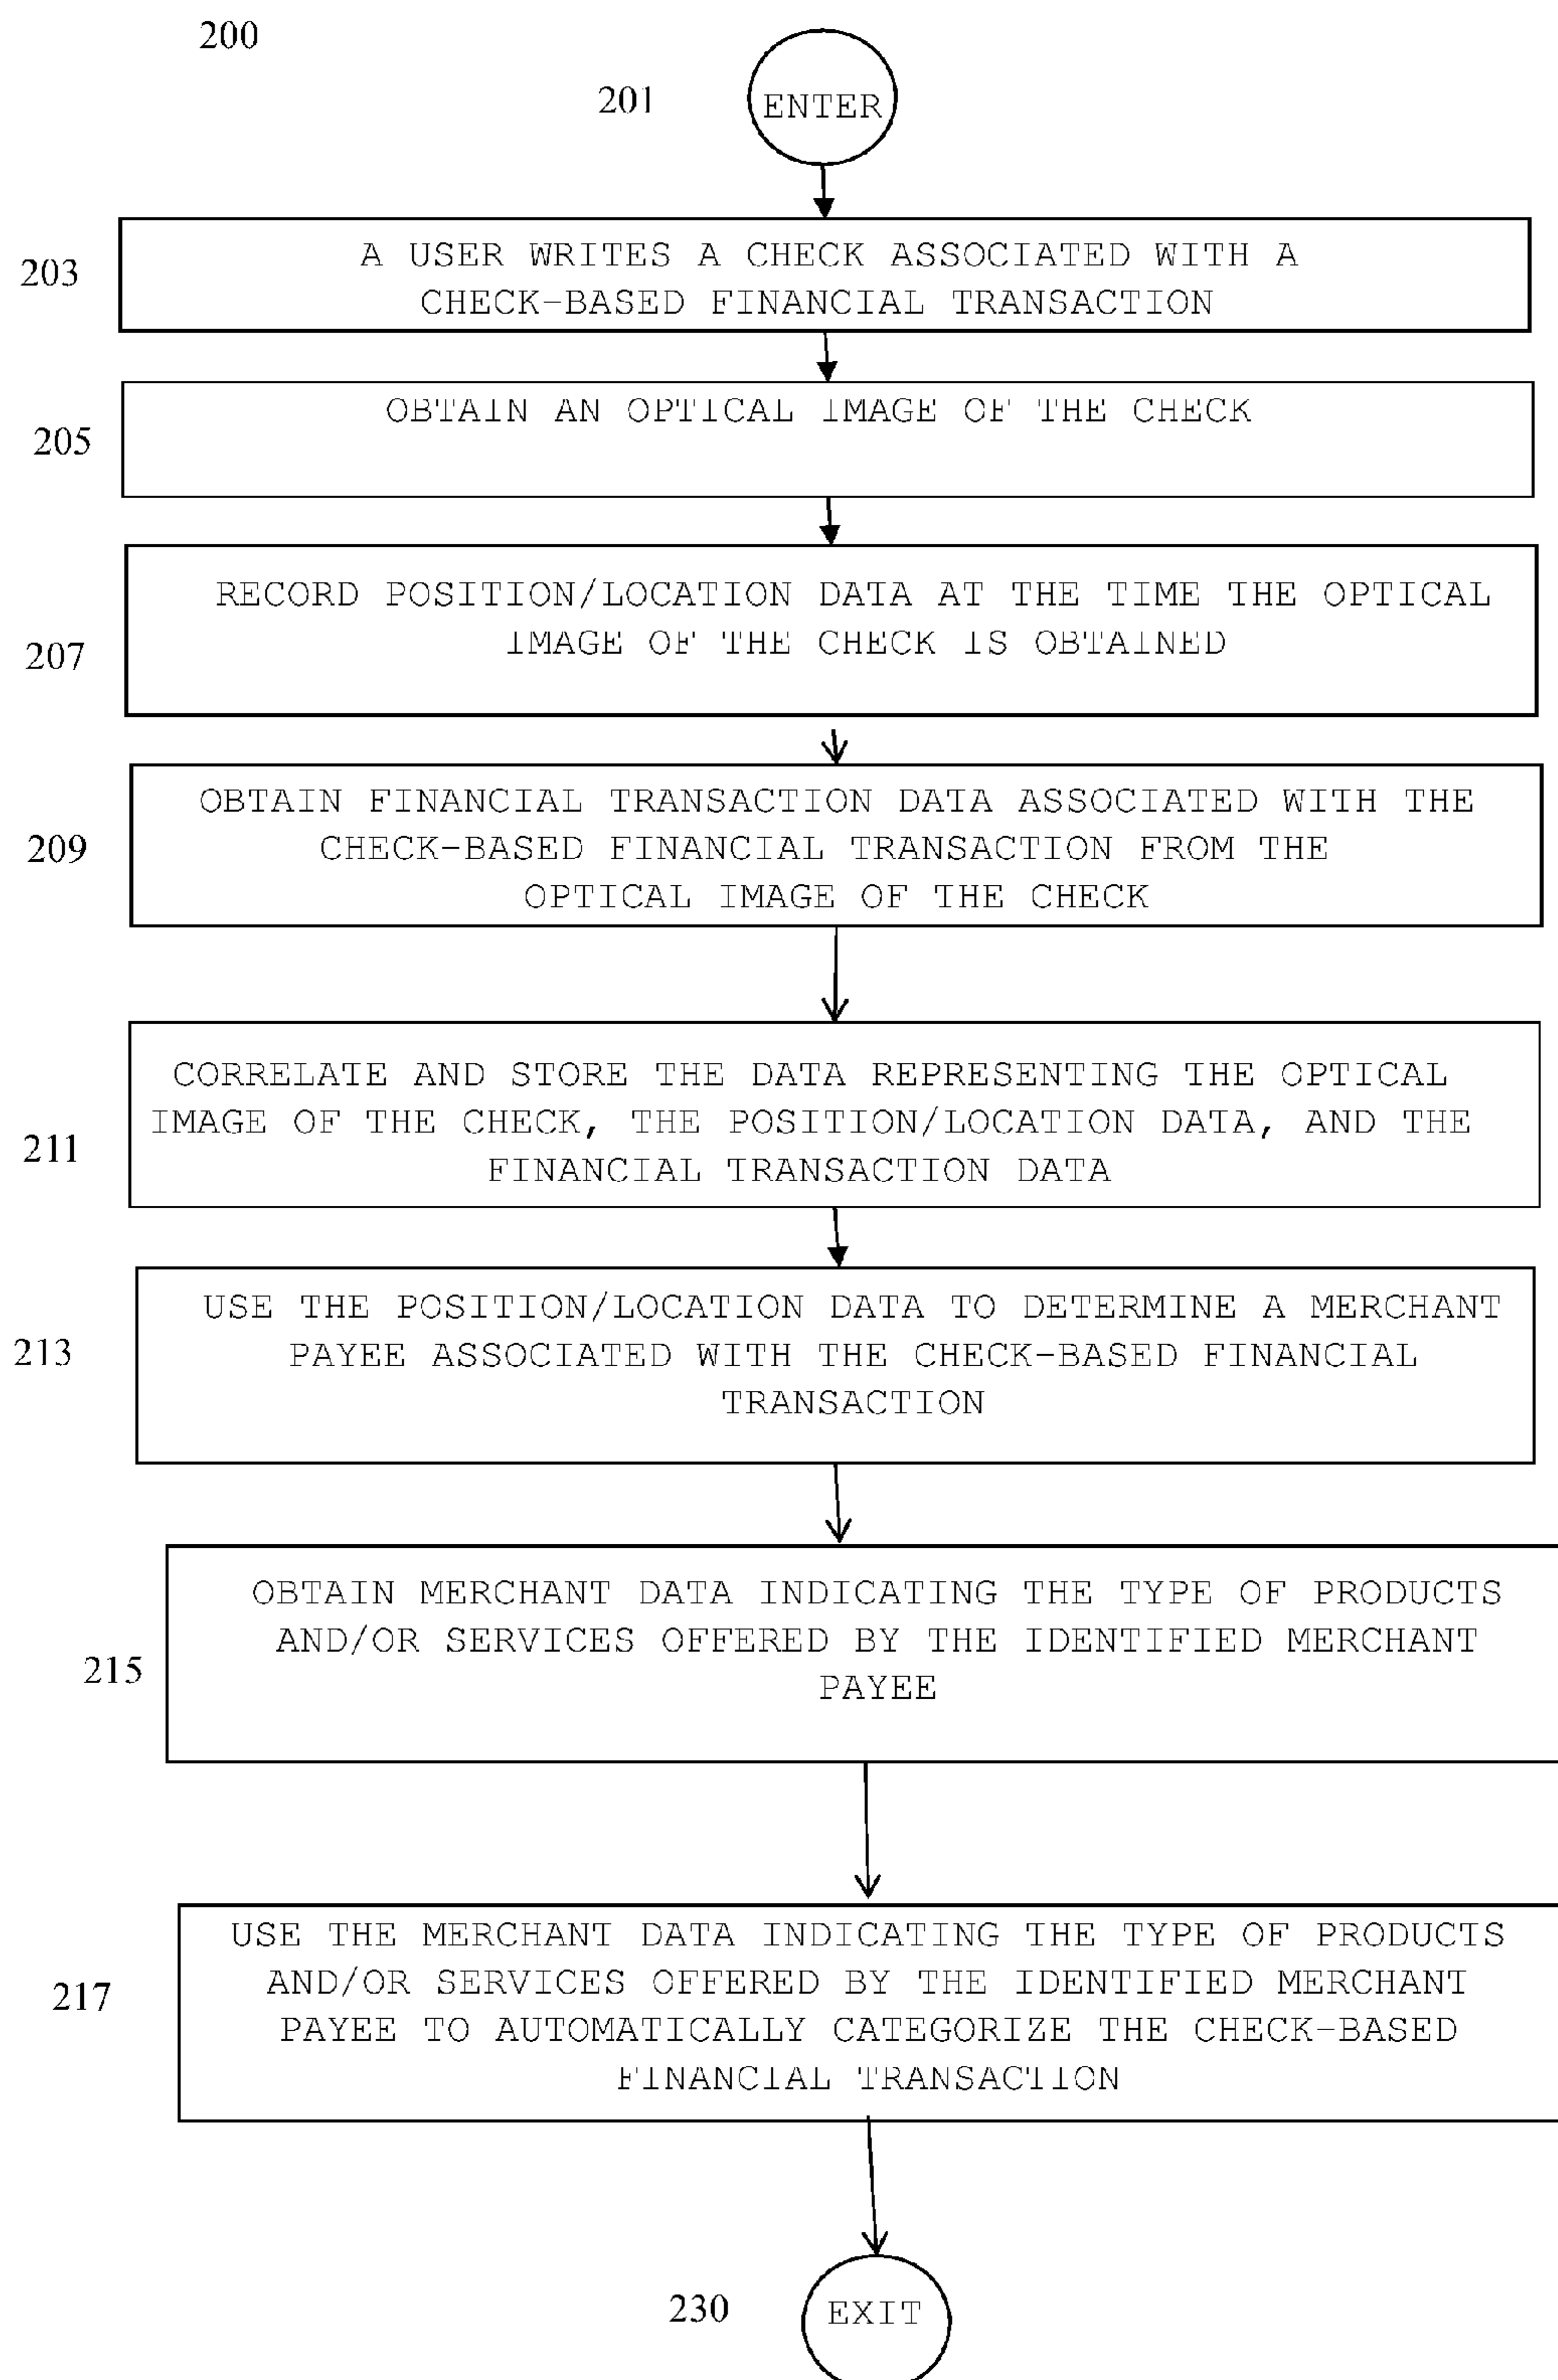 200
201
ENTER
203
A USER WRITES A CHECK ASSOCIATED WITH A
CHECK-BASED FINANCIAL TRANSACTION
205
OBTAIN AN OPTICAL IMAGE OF THE CHECK
207
RECORD POSITION/LOCATION DATA AT THE TIME THE OPTICAL
IMAGE OF THE CHECK IS OBTAINED
209
OBTAIN FINANCIAL TRANSACTION DATA ASSOCIATED WITH THE
CHECK-BASED FINANCIAL TRANSACTION FROM THE
OPTICAL IMAGE OF THE CHECK
211
CORRELATE AND STORE THE DATA REPRESENTING THE OPTICAL
IMAGE OF THE CHECK, THE POSITION/LOCATION DATA, AND THE
FINANCIAL TRANSACTION DATA
213
USE THE POSITION/LOCATION DATA TO DETERMINE A MERCHANT
PAYEE ASSOCIATED WITH THE CHECK-BASED FINANCIAL
TRANSACTION
215
OBTAIN MERCHANT DATA INDICATING THE TYPE OF PRODUCTS
AND/OR SERVICES OFFERED BY THE IDENTIFIED MERCHANT
PAYEE
217
USE THE MERCHANT DATA INDICATING THE TYPE OF PRODUCTS
AND/OR SERVICES OFFERED BY THE IDENTIFIED MERCHANT
PAYEE TO AUTOMATICALLY CATEGORIZE THE CHECK-BASED
FINANCIAL TRANSACTION
230
EXIT